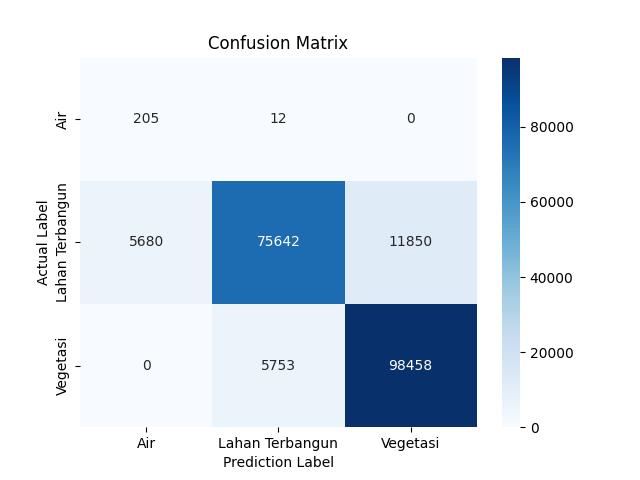 Confusion Matrix
Actual Label
Air
205 12 0
Lahan Terbangun
5680 75642 11850
Vegetasi
0 5753 98458
Air Lahan Terbangun Vegetasi
Prediction Label
80000
60000
40000
20000
0